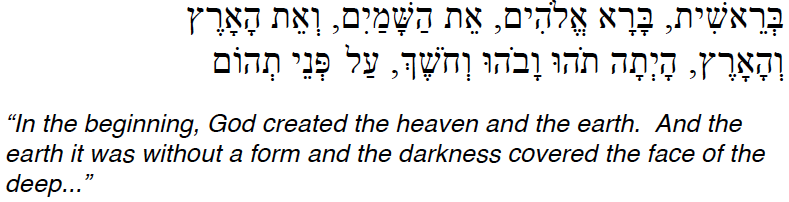 בְּרֵאשִׁית, בָּרָא אֱלֹהִים, אֵת הַשָּׁמַיִם, וְאֵת הָאָרֶץ
וְהָאָרֶץ, הָיְתָה תֹהוּ וָבֹהוּ וְחֹשֶׁךְ, עַל פְּנֵי תְהוֹם
“In the beginning, God created the heaven and the earth.  And the
earth it was without a form and the darkness covered the face of the
deep...”